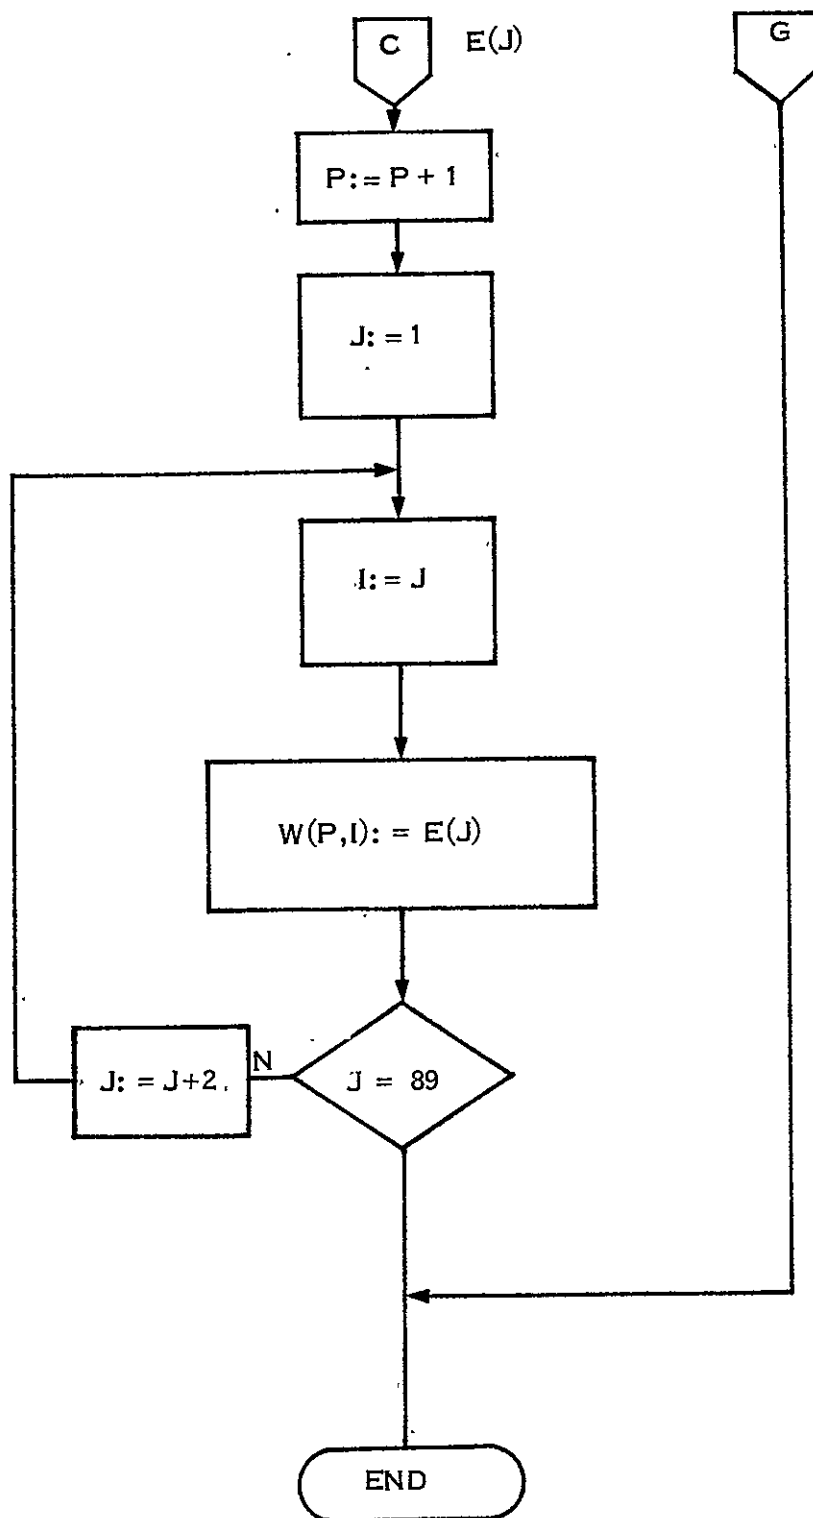 C
E(J)
G
P: = P + 1
J: = 1
I: = J
W(P,I): = E(J)
N
J: = J+2.
J = 89
END